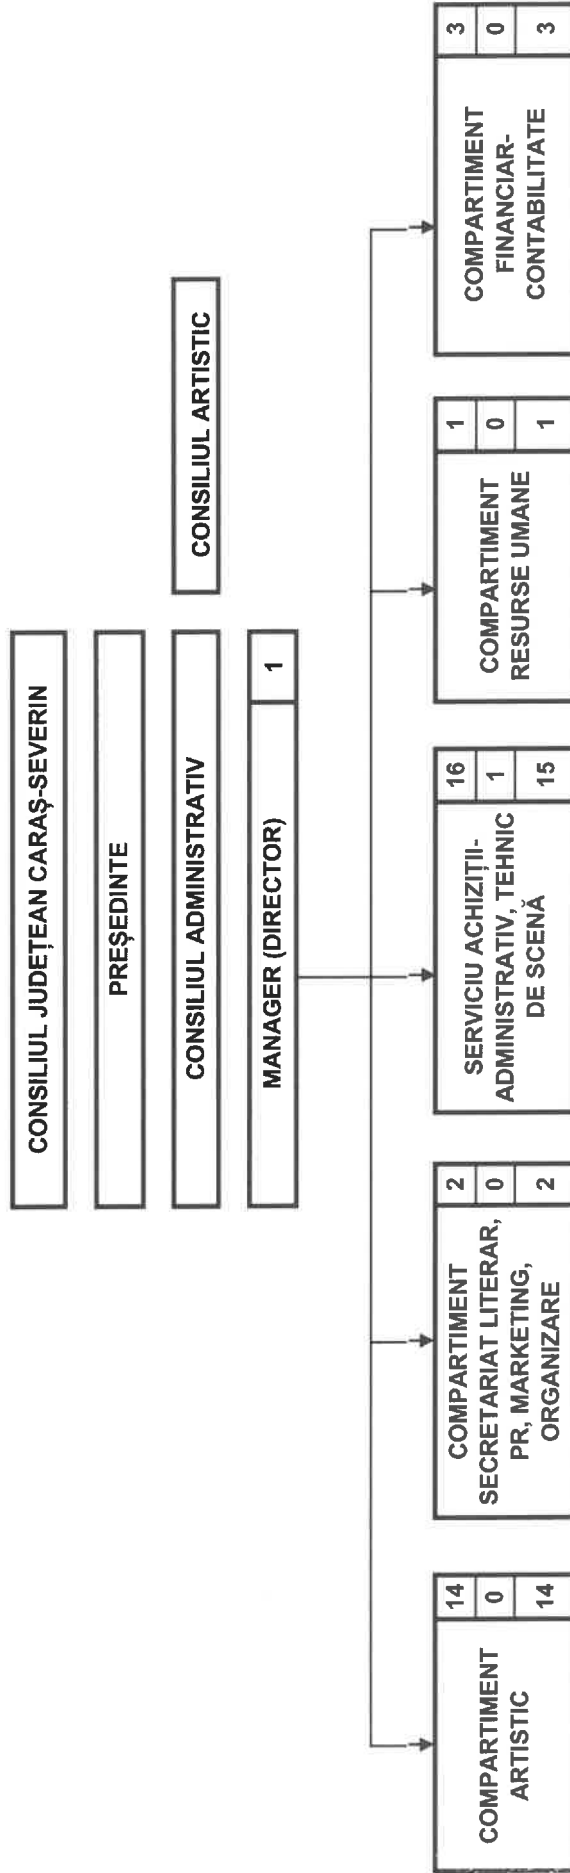 CONSILIUL JUDEȚEAN CARAȘ-SEVERIN
PREȘEDINTE
CONSILIUL ADMINISTRATIV
CONSILIUL ARTISTIC
MANAGER (DIRECTOR)
1
COMPARTIMENT
ARTISTIC
14
0
14
COMPARTIMENT
SECRETARIAT LITERAR,
PR, MARKETING,
ORGANIZARE
2
0
2
SERVICIU ACHIZIȚII-
ADMINISTRATIV, TEHNIC
DE SCENĂ
16
1
15
COMPARTIMENT
RESURSE UMANE
1
0
1
COMPARTIMENT
FINANCIAR-
CONTABILITATE
3
0
3